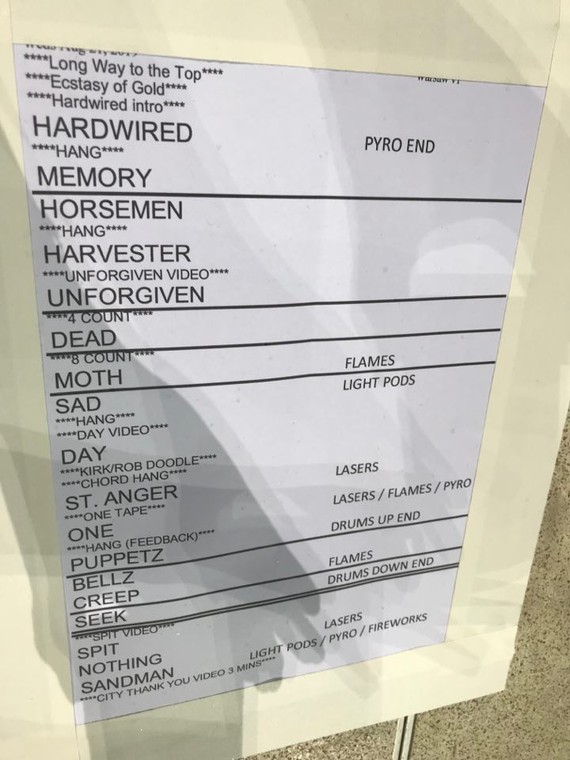 ****Long Way to the Top****
****Ecstasy of Gold****
****Hardwired intro****
HARDWIRED PYRO END
****HANG****
MEMORY
HORSEMEN
****HANG****
HARVESTER
****UNFORGIVEN VIDEO****
UNFORGIVEN
****4 COUNT****
DEAD
****8 COUNT****
MOTH FLAMES
SAD LIGHT PODS
****HANG****
****DAY VIDEO****
DAY
****KIRK/ROB DOODLE****
****CHORD HANG****
ST. ANGER LASERS
****ONE TAPE****
ONE LASERS / FLAMES / PYRO
****HANG (FEEDBACK)****
PUPPETZ DRUMS UP END
BELLZ
CREEP FLAMES
SEEK DRUMS DOWN END
****SPIT VIDEO****
SPIT
NOTHING LASERS
SANDMAN LIGHT PODS / PYRO / FIREWORKS
****CITY THANK YOU VIDEO 3 MINS****